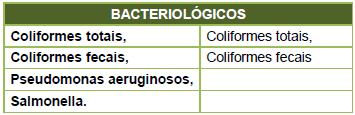 BACTERIOLÓGICOS
Coliformes totais, Coliformes totais,
Coliformes fecais, Coliformes fecais
Pseudomonas aeruginosos,
Salmonella.